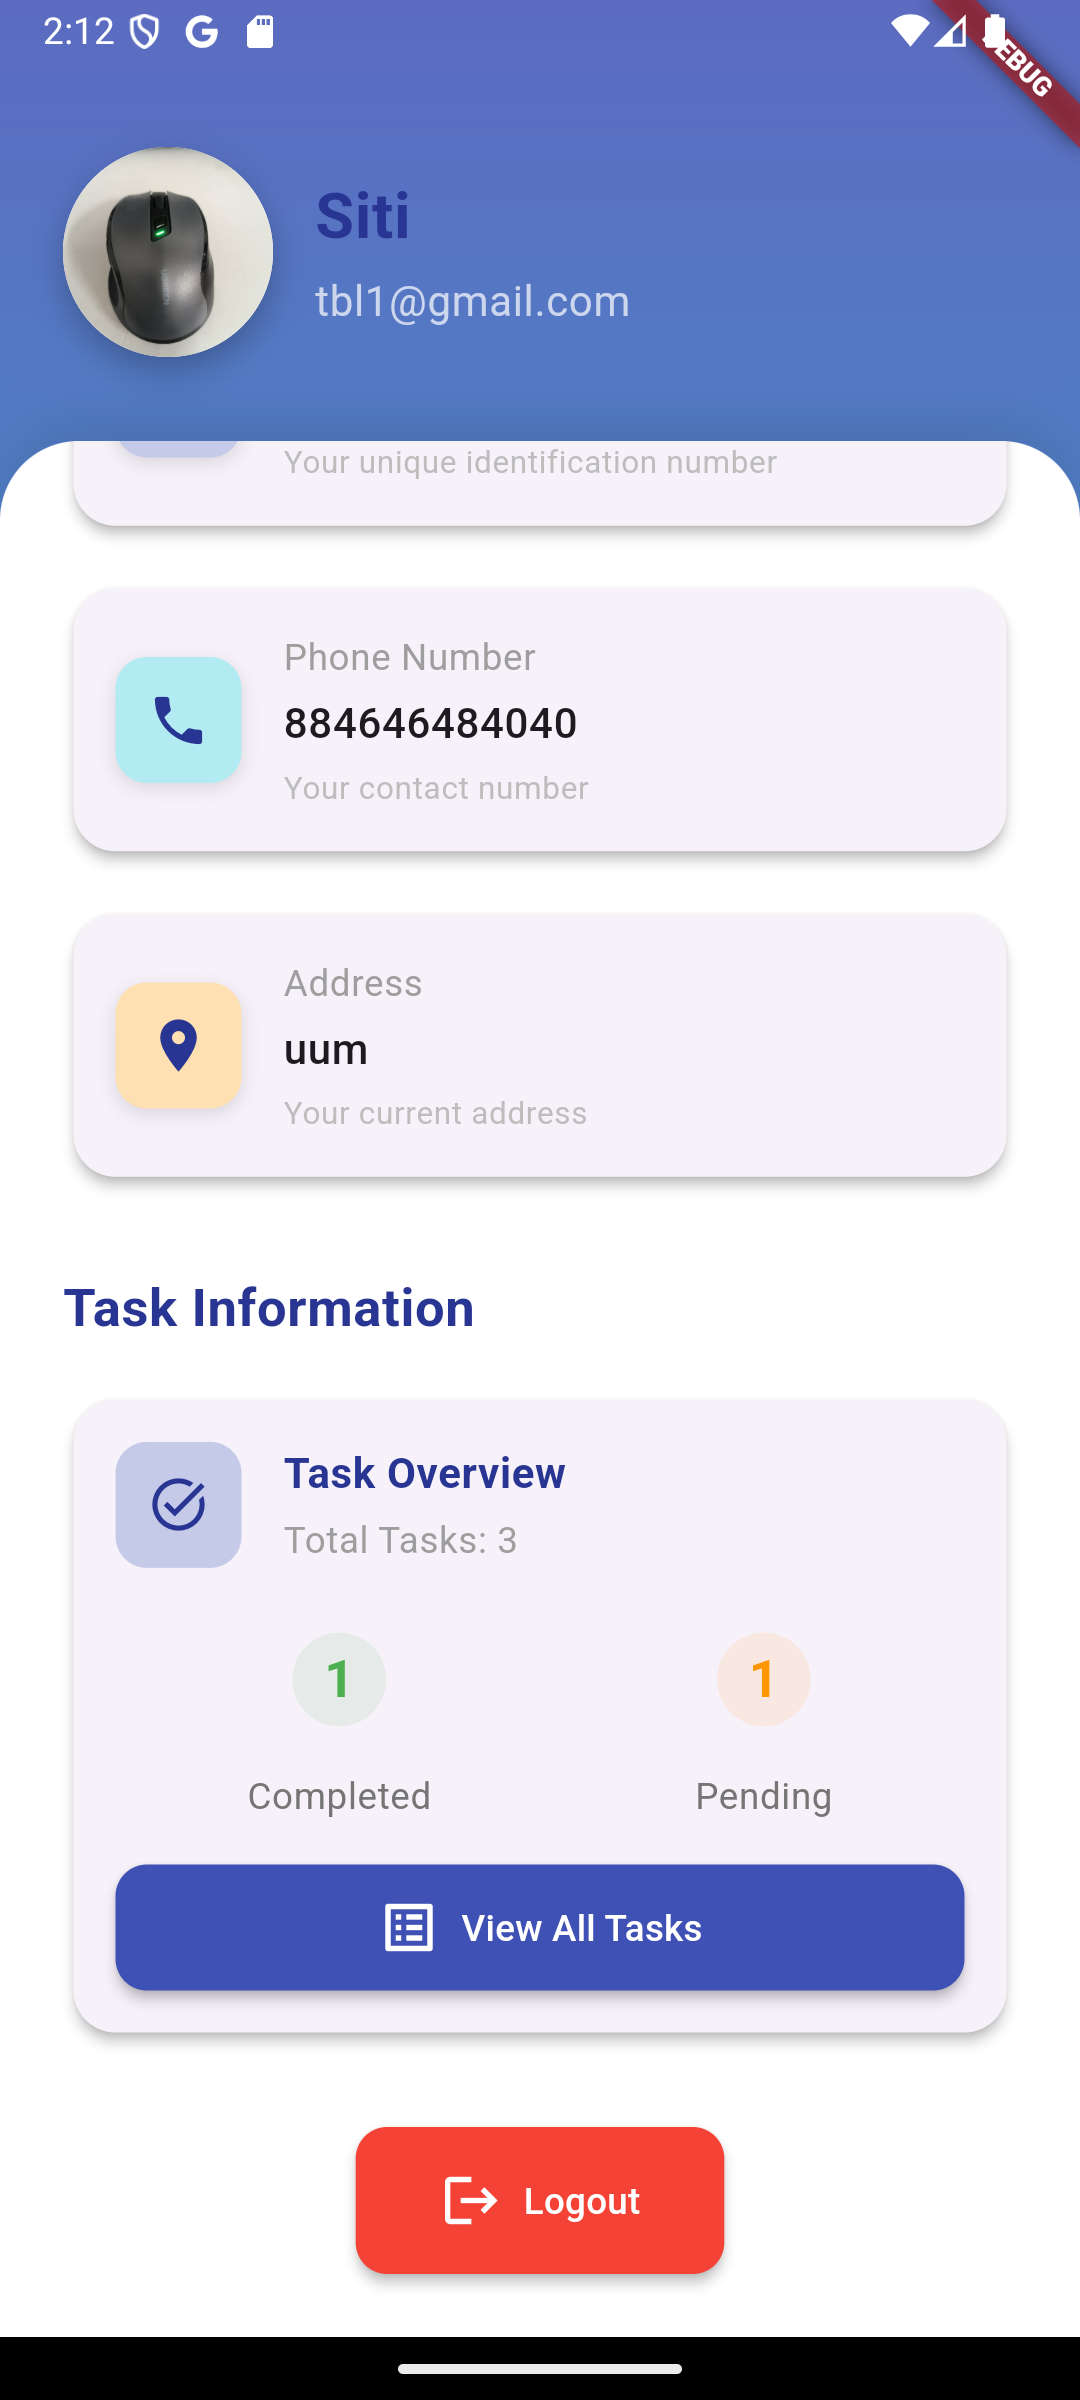 2:12
EBUG
Siti
tbl1@gmail.com
Your unique identification number
Phone Number
884646484040
Your contact number
Address
uum
Your current address
Task Information
Task Overview
Total Tasks: 3
1
1
Completed
Pending
View All Tasks
Logout